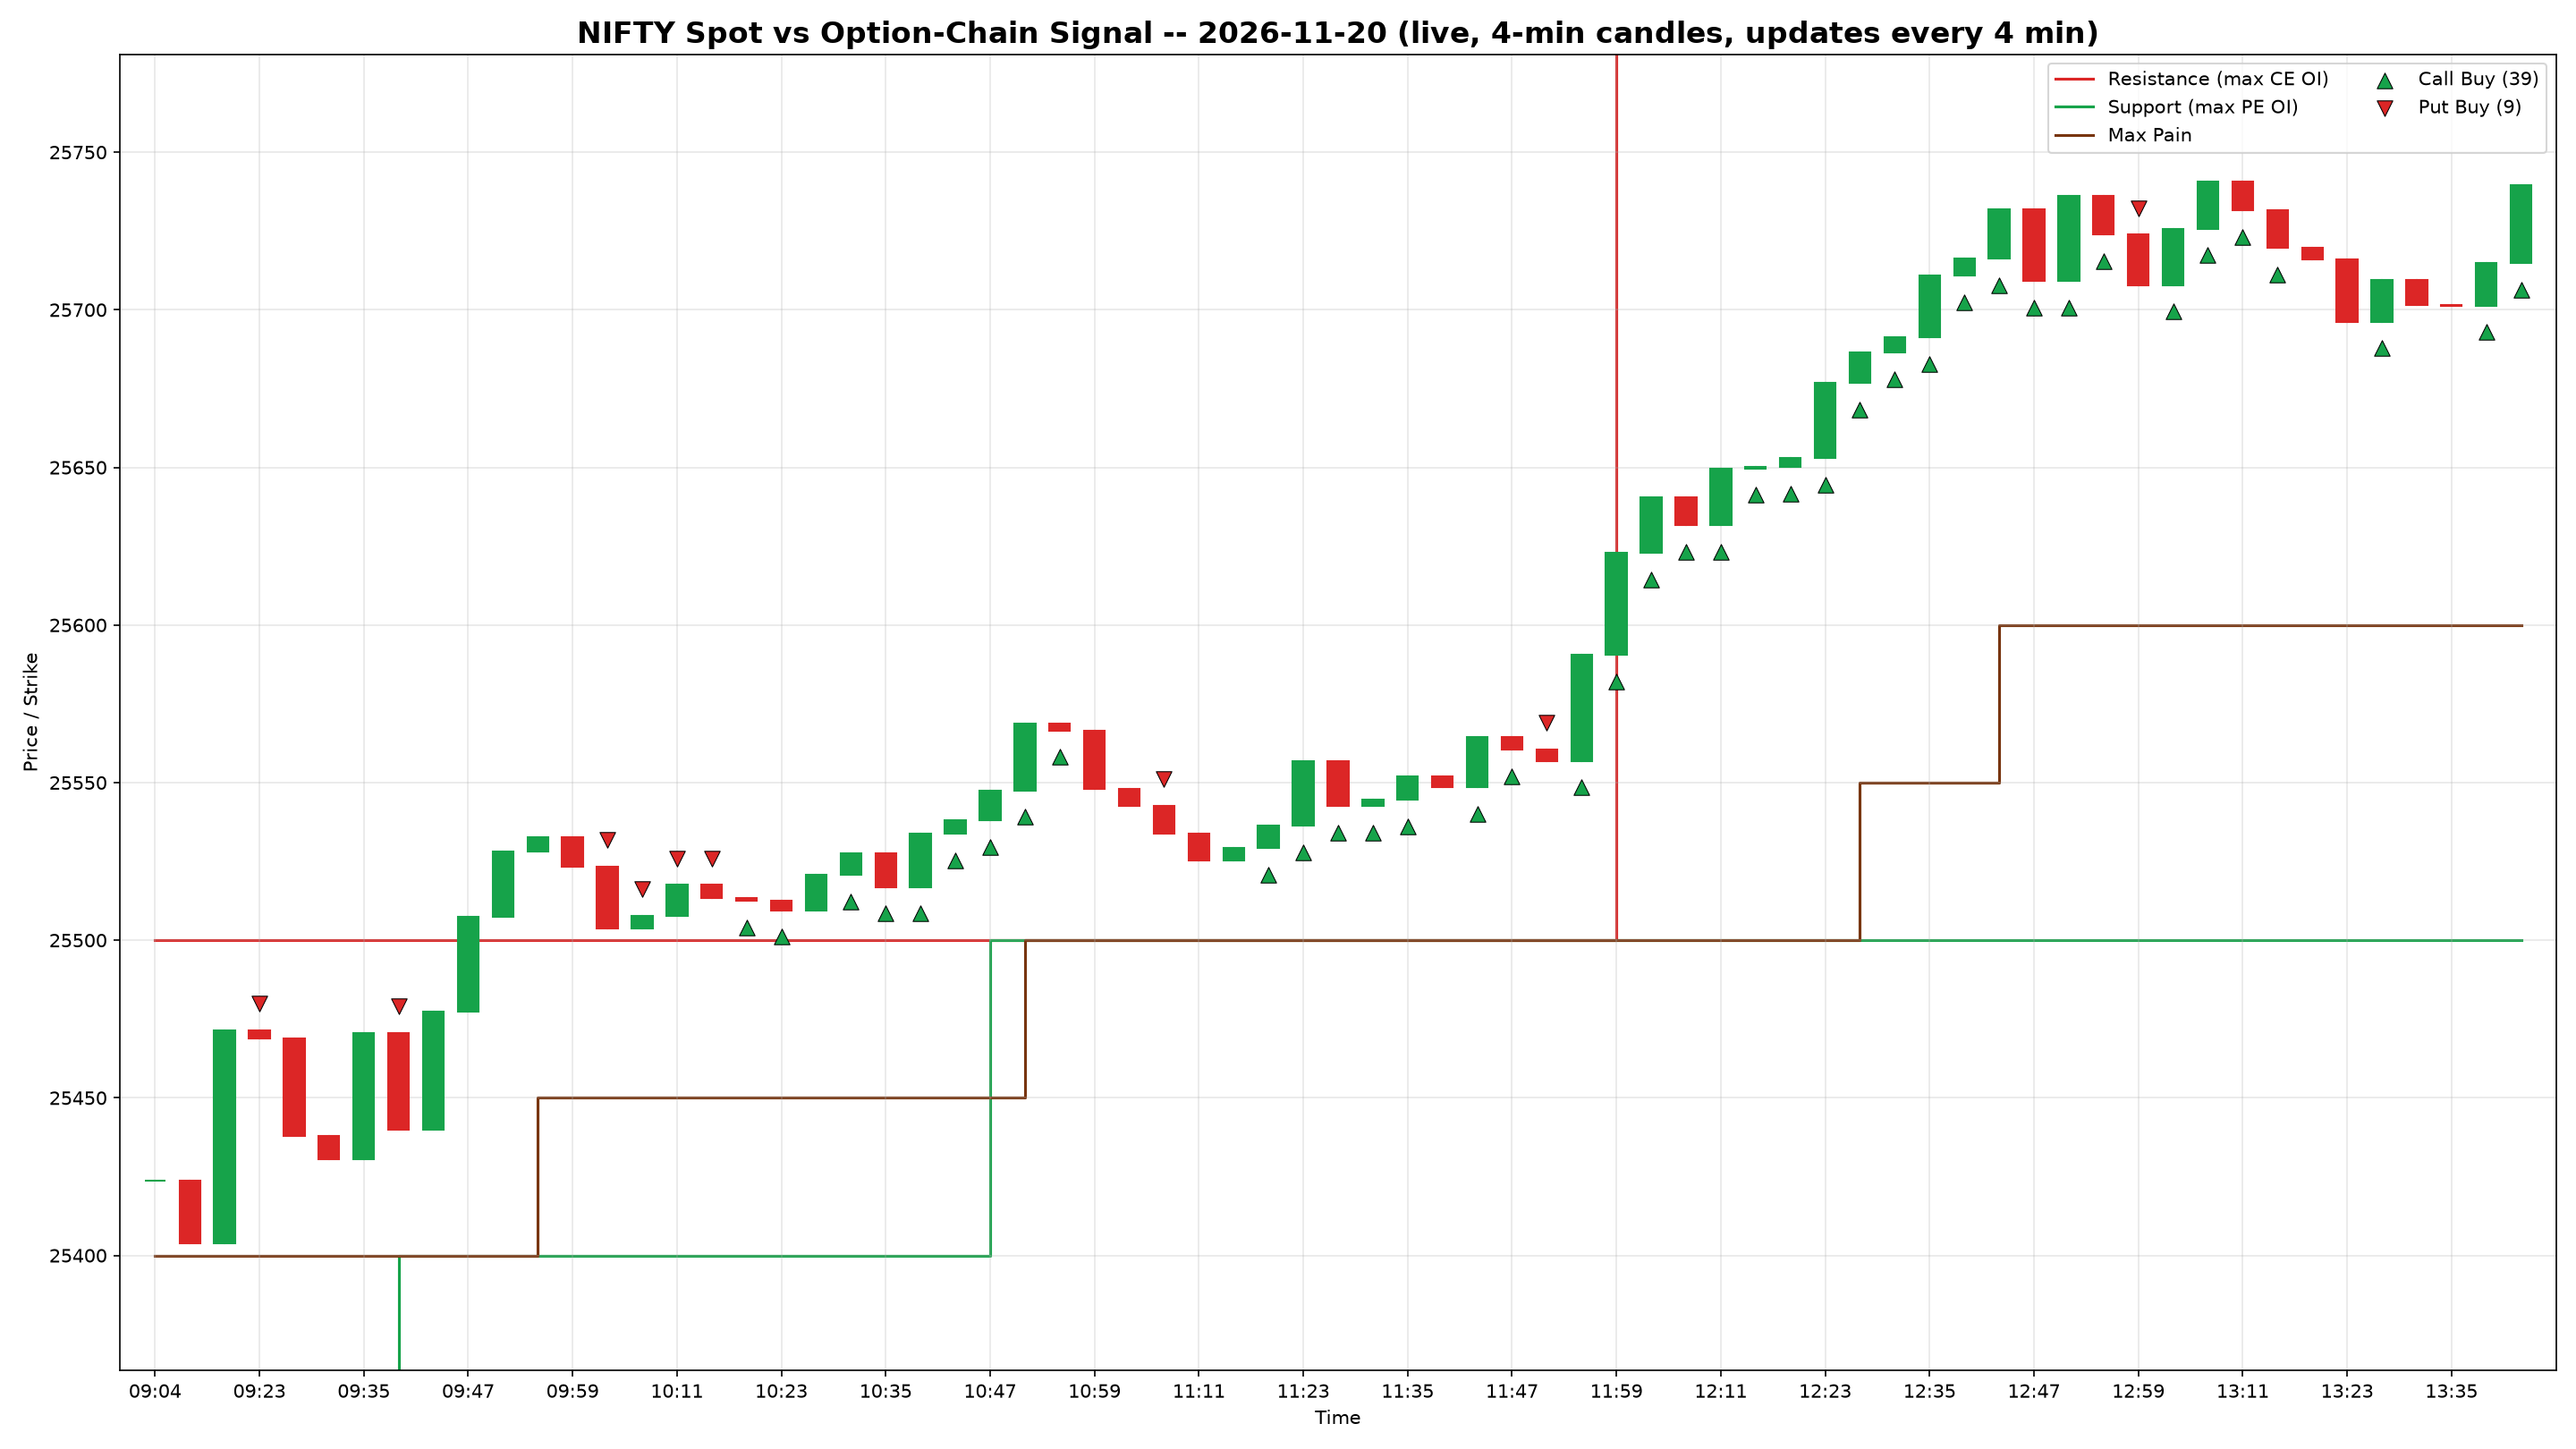 NIFTY Spot vs Option-Chain Signal -- 2026-11-20 (live, 4-min candles, updates every 4 min)
Resistance (max CE OI)
Support (max PE OI)
Max Pain
Call Buy (39)
Put Buy (9)
Price / Strike
25750
25700
25650
25600
25550
25500
25450
25400
09:04 09:23 09:35 09:47 09:59 10:11 10:23 10:35 10:47 10:59 11:11 11:23 11:35 11:47 11:59 12:11 12:23 12:35 12:47 12:59 13:11 13:23 13:35
Time